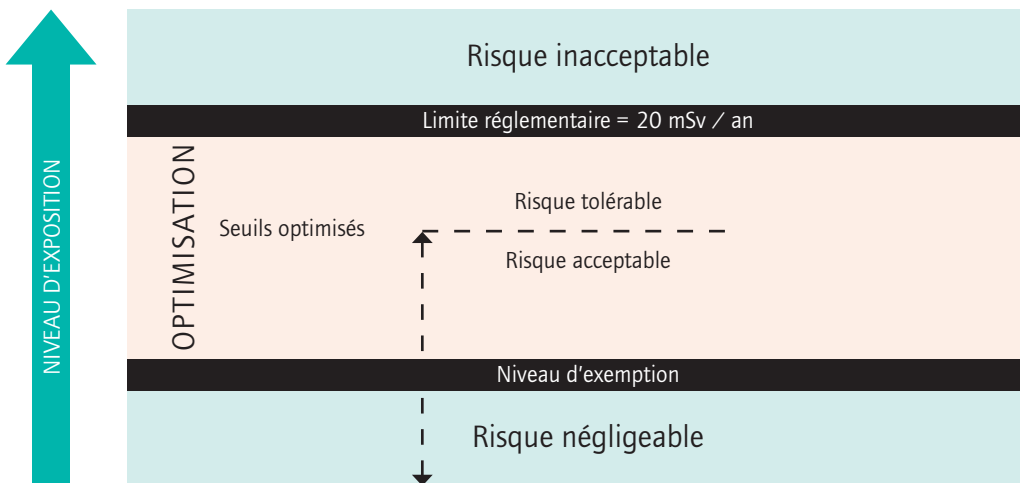 Risque inacceptable
Limite réglementaire = 20 mSv / an
NIVEAU D'EXPOSITION
OPTIMISATION
Risque tolérable
Seuils optimisés
Risque acceptable
Niveau d'exemption
Risque négligeable